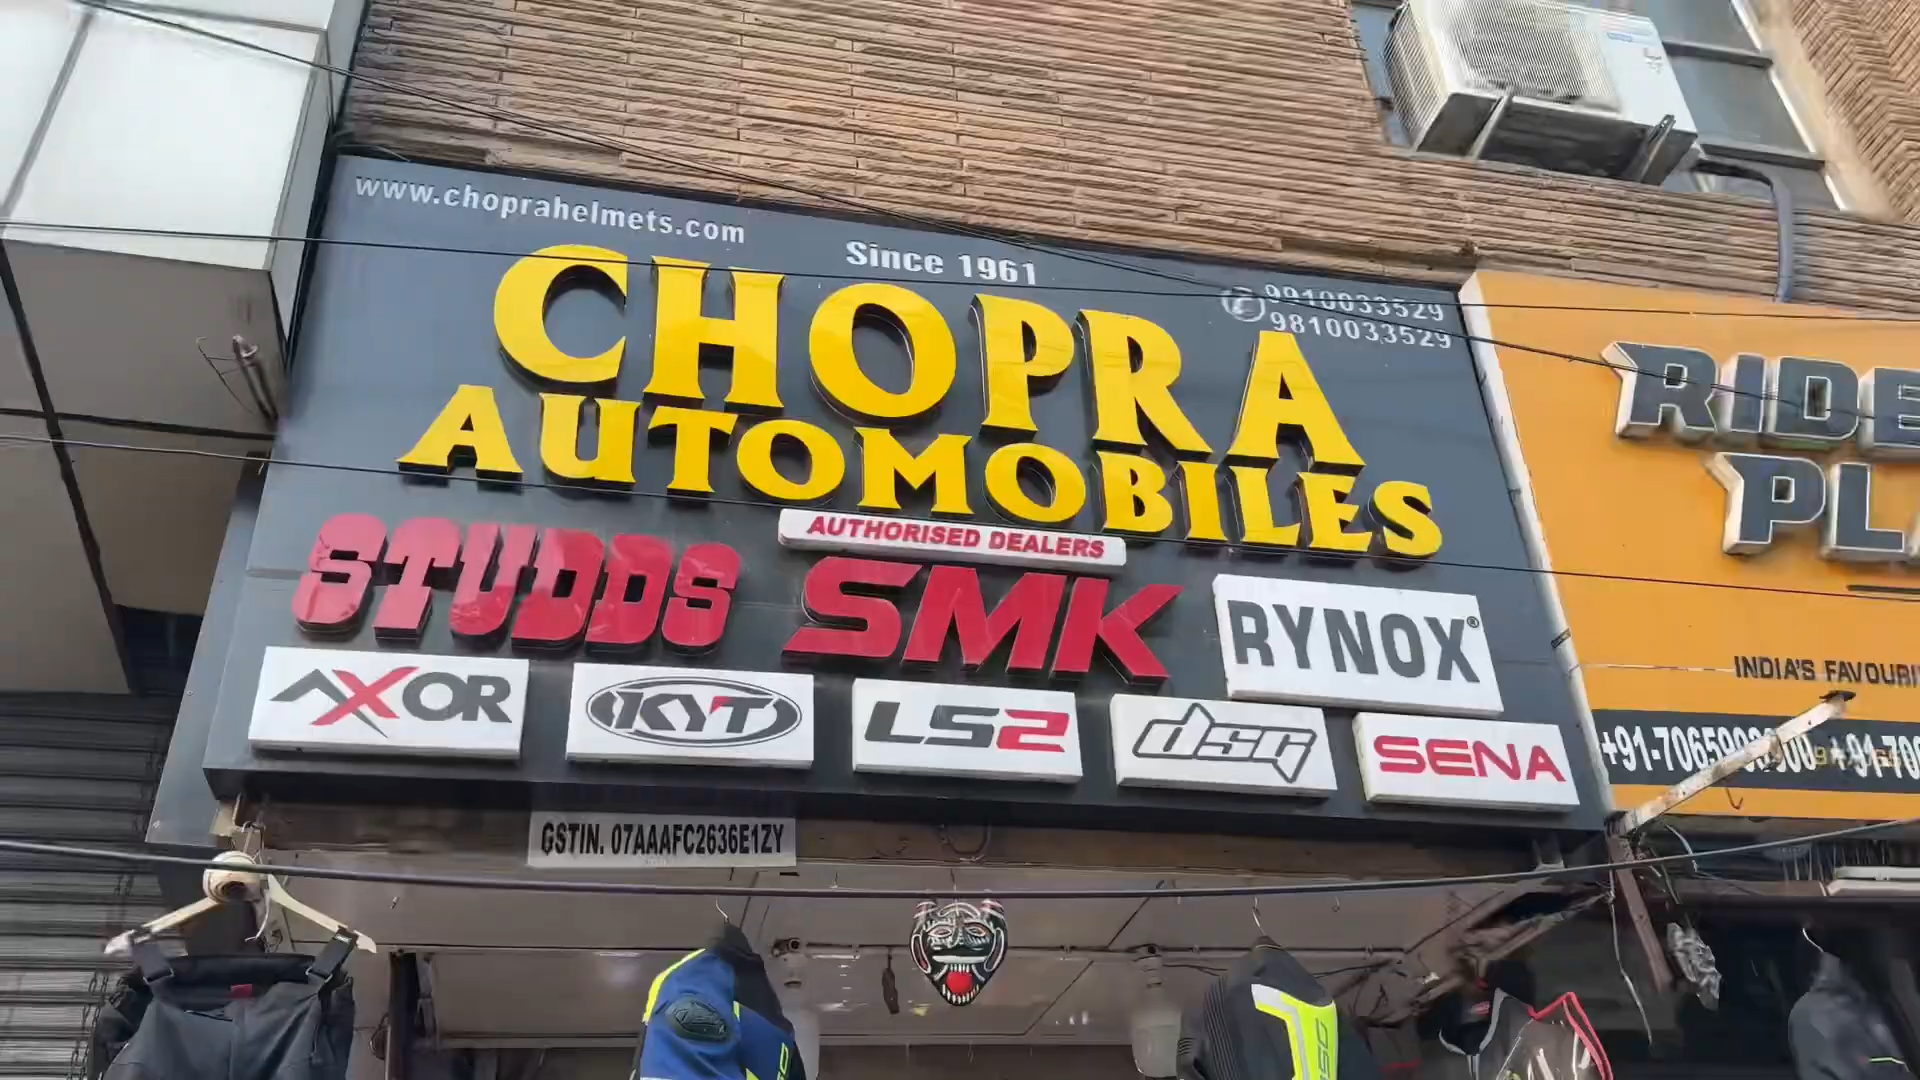 www.choprahelmets.com
Since 1961
9910033529
9810033529
CHOPRA
AUTOMOBILES
AUTHORISED DEALERS
STUDDS SMK RYNOX®
AXOR KYT LS2 dsg SENA
GSTIN. 07AAAFC2636E1ZY
RIDE
PL
INDIA'S FAVOURI